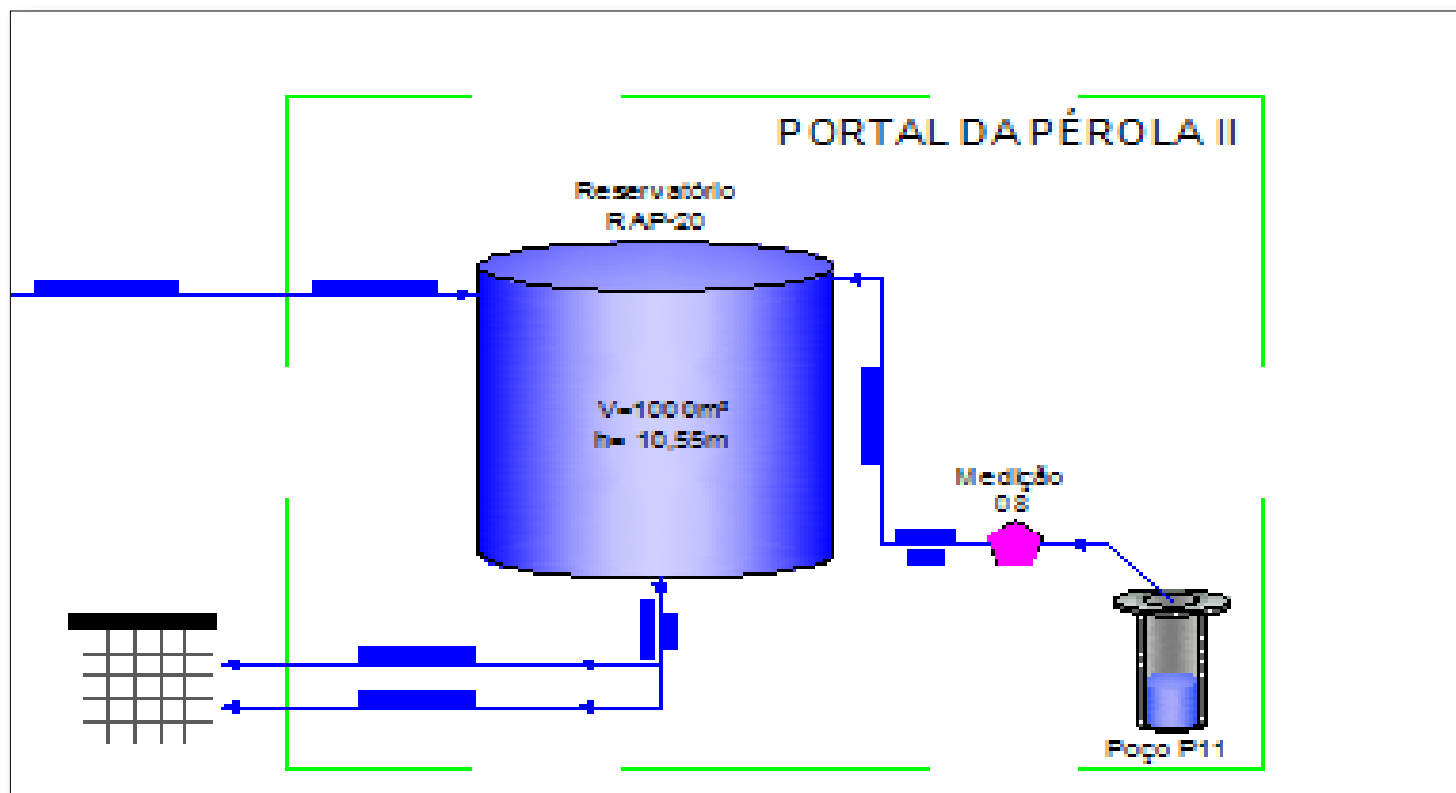 PORTAL DA PÉROLA II
Reservatório
RAP-20
V=1000m³
h= 10,55m
Medição
08
Poço P11